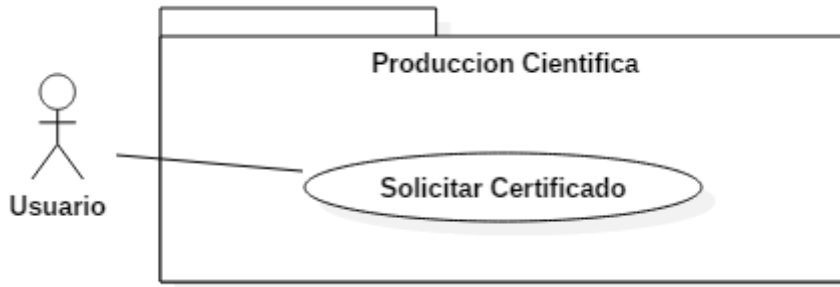 Produccion Cientifica
Solicitar Certificado
Usuario